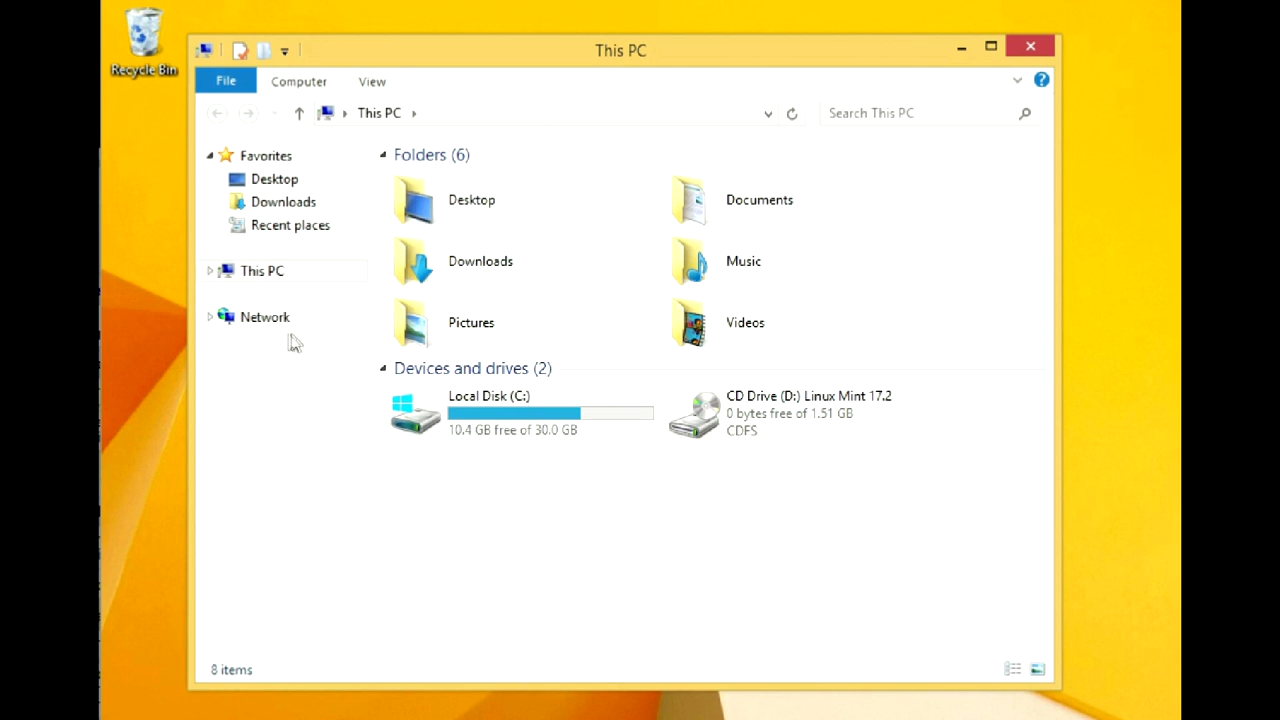 Recycle Bin
This PC
File Computer View
This PC
Search This PC
Favorites
Desktop
Downloads
Recent places
This PC
Network
Folders (6)
Desktop
Documents
Downloads
Music
Pictures
Videos
Devices and drives (2)
Local Disk (C:)
10.4 GB free of 30.0 GB
CD Drive (D:) Linux Mint 17.2
0 bytes free of 1.51 GB
CDFS
8 items